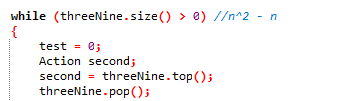 while (threeNine.size() > 0) //n^2 - n
{
    test = 0;
    Action second;
    second = threeNine.top();
    threeNine.pop();